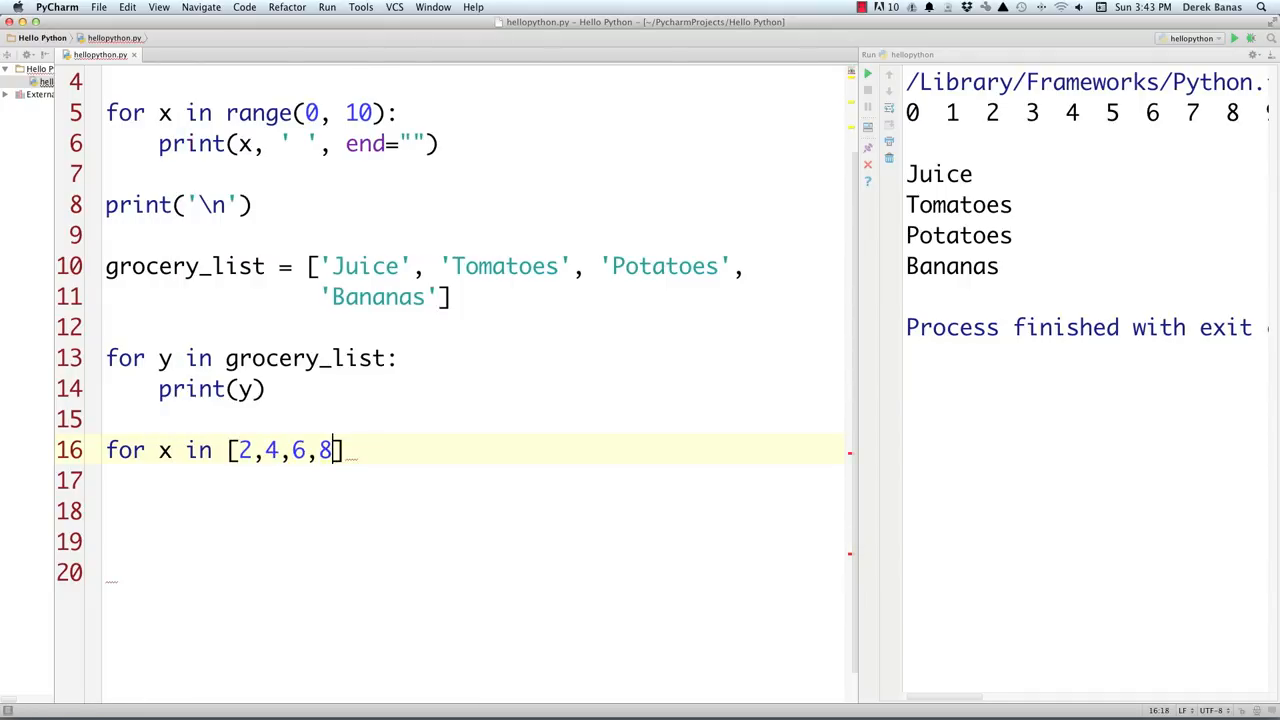 PyCharm File Edit View Navigate Code Refactor Run Tools VCS Window Help 10 Sun 3:43 PM Derek Banas
hellopython.py – Hello Python – [~/PycharmProjects/Hello Python]
Hello Python hellopython.py hellopython
hellopython.py Run hellopython
Hello P
hell
Extern
4
5 for x in range(0, 10):
6 print(x, ' ', end="")
7
8 print('\n')
9
10 grocery_list = ['Juice', 'Tomatoes', 'Potatoes',
11 'Bananas']
12
13 for y in grocery_list:
14 print(y)
15
16 for x in [2,4,6,8]
17
18
19
20
/Library/Frameworks/Python.
0 1 2 3 4 5 6 7 8
Juice
Tomatoes
Potatoes
Bananas
Process finished with exit
16:18 LF UTF-8